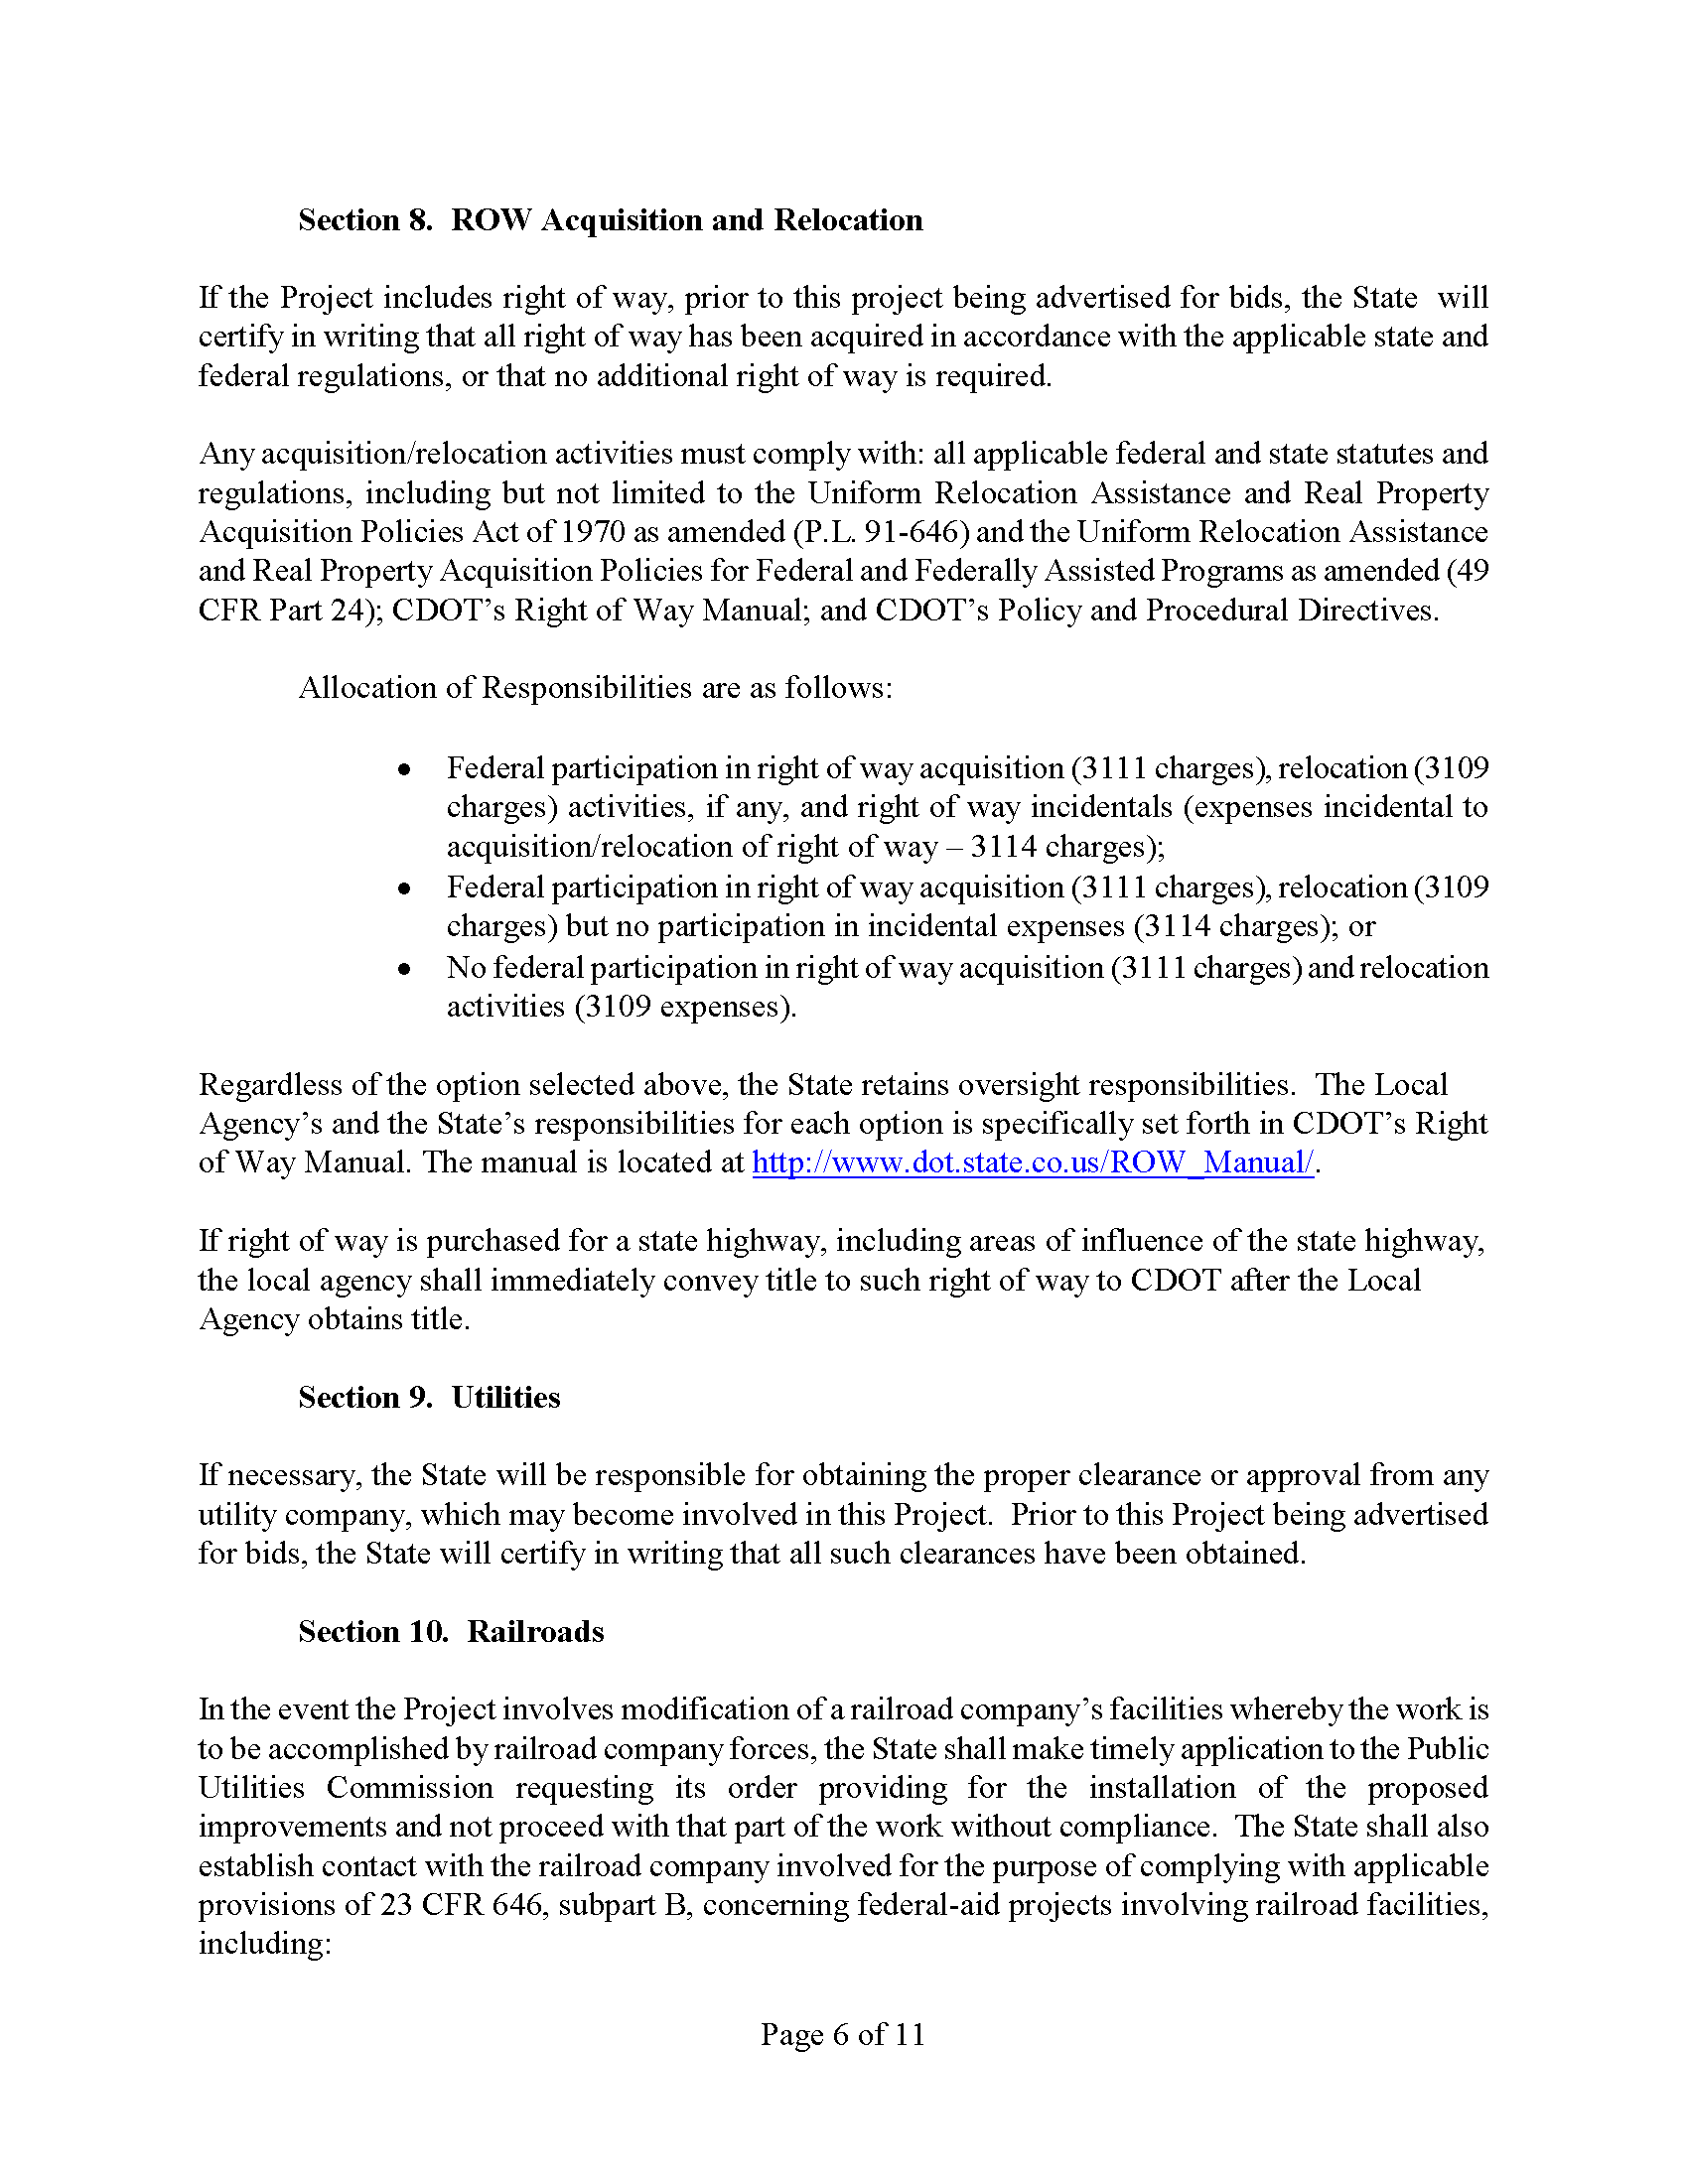 Section 8.  ROW Acquisition and Relocation
If the Project includes right of way, prior to this project being advertised for bids, the State  will
certify in writing that all right of way has been acquired in accordance with the applicable state and
federal regulations, or that no additional right of way is required.
Any acquisition/relocation activities must comply with: all applicable federal and state statutes and
regulations, including but not limited to the Uniform Relocation Assistance and Real Property
Acquisition Policies Act of 1970 as amended (P.L. 91-646) and the Uniform Relocation Assistance
and Real Property Acquisition Policies for Federal and Federally Assisted Programs as amended (49
CFR Part 24); CDOT’s Right of Way Manual; and CDOT’s Policy and Procedural Directives.
Allocation of Responsibilities are as follows:
• Federal participation in right of way acquisition (3111 charges), relocation (3109
charges) activities, if any, and right of way incidentals (expenses incidental to
acquisition/relocation of right of way – 3114 charges);
• Federal participation in right of way acquisition (3111 charges), relocation (3109
charges) but no participation in incidental expenses (3114 charges); or
• No federal participation in right of way acquisition (3111 charges) and relocation
activities (3109 expenses).
Regardless of the option selected above, the State retains oversight responsibilities.  The Local
Agency’s and the State’s responsibilities for each option is specifically set forth in CDOT’s Right
of Way Manual. The manual is located at http://www.dot.state.co.us/ROW_Manual/.
If right of way is purchased for a state highway, including areas of influence of the state highway,
the local agency shall immediately convey title to such right of way to CDOT after the Local
Agency obtains title.
Section 9.  Utilities
If necessary, the State will be responsible for obtaining the proper clearance or approval from any
utility company, which may become involved in this Project.  Prior to this Project being advertised
for bids, the State will certify in writing that all such clearances have been obtained.
Section 10.  Railroads
In the event the Project involves modification of a railroad company’s facilities whereby the work is
to be accomplished by railroad company forces, the State shall make timely application to the Public
Utilities Commission requesting its order providing for the installation of the proposed
improvements and not proceed with that part of the work without compliance.  The State shall also
establish contact with the railroad company involved for the purpose of complying with applicable
provisions of 23 CFR 646, subpart B, concerning federal-aid projects involving railroad facilities,
including:
Page 6 of 11